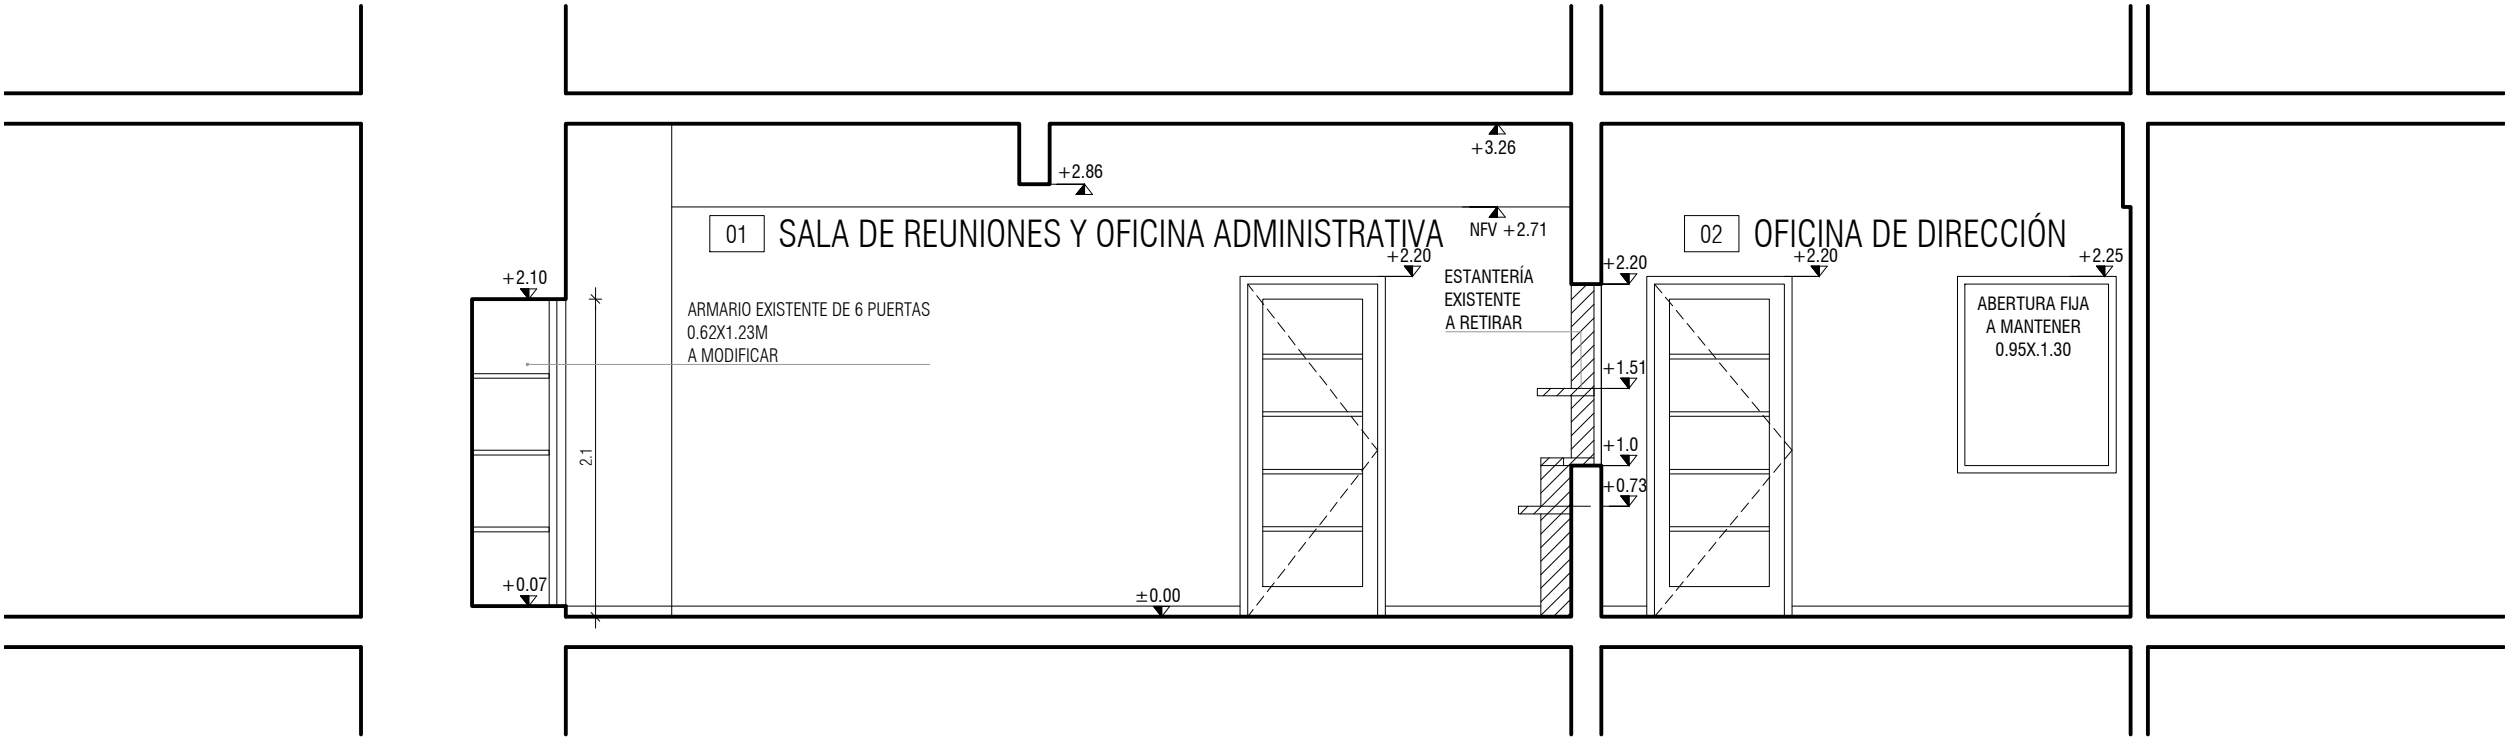 +3.26
+2.86
01 SALA DE REUNIONES Y OFICINA ADMINISTRATIVA
NFV +2.71
02 OFICINA DE DIRECCIÓN
+2.10
ARMARIO EXISTENTE DE 6 PUERTAS
0.62X1.23M
A MODIFICAR
2.1
+0.07
±0.00
+2.20
ESTANTERÍA
EXISTENTE
A RETIRAR
+2.20
+1.51
+1.0
+0.73
+2.20
+2.25
ABERTURA FIJA
A MANTENER
0.95X.1.30